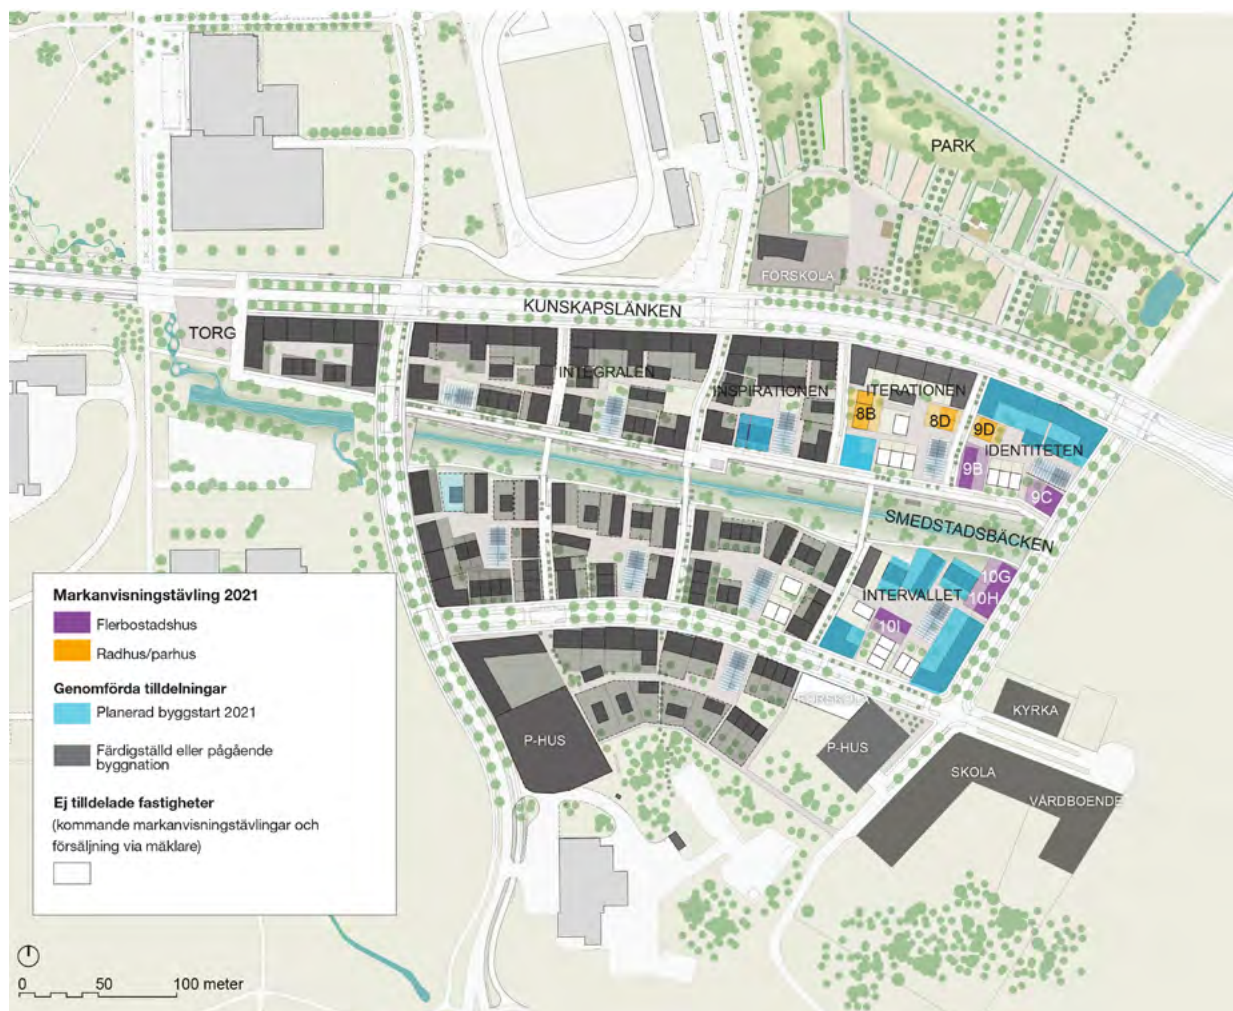 PARK
FÖRSKOLA
KUNSKAPSLÄNKEN
TORG
INTEGRALEN
INSPIRATIONEN
ITERATIONEN
8B
8D
9D
IDENTITETEN
9B
9C
SMEDSTADSBÄCKEN
10G
INTERVALLET
10H
10I
Markanvisningstävling 2021
Flerbostadshus
Radhus/parhus
Genomförda tilldelningar
Planerad byggstart 2021
Färdigställd eller pågående
byggnation
Ej tilldelade fastigheter
(kommande markanvisningstävlingar och
försäljning via mäklare)
P-HUS
P-HUS
KYRKA
SKOLA
VÅRDBOENDE
0 50 100 meter